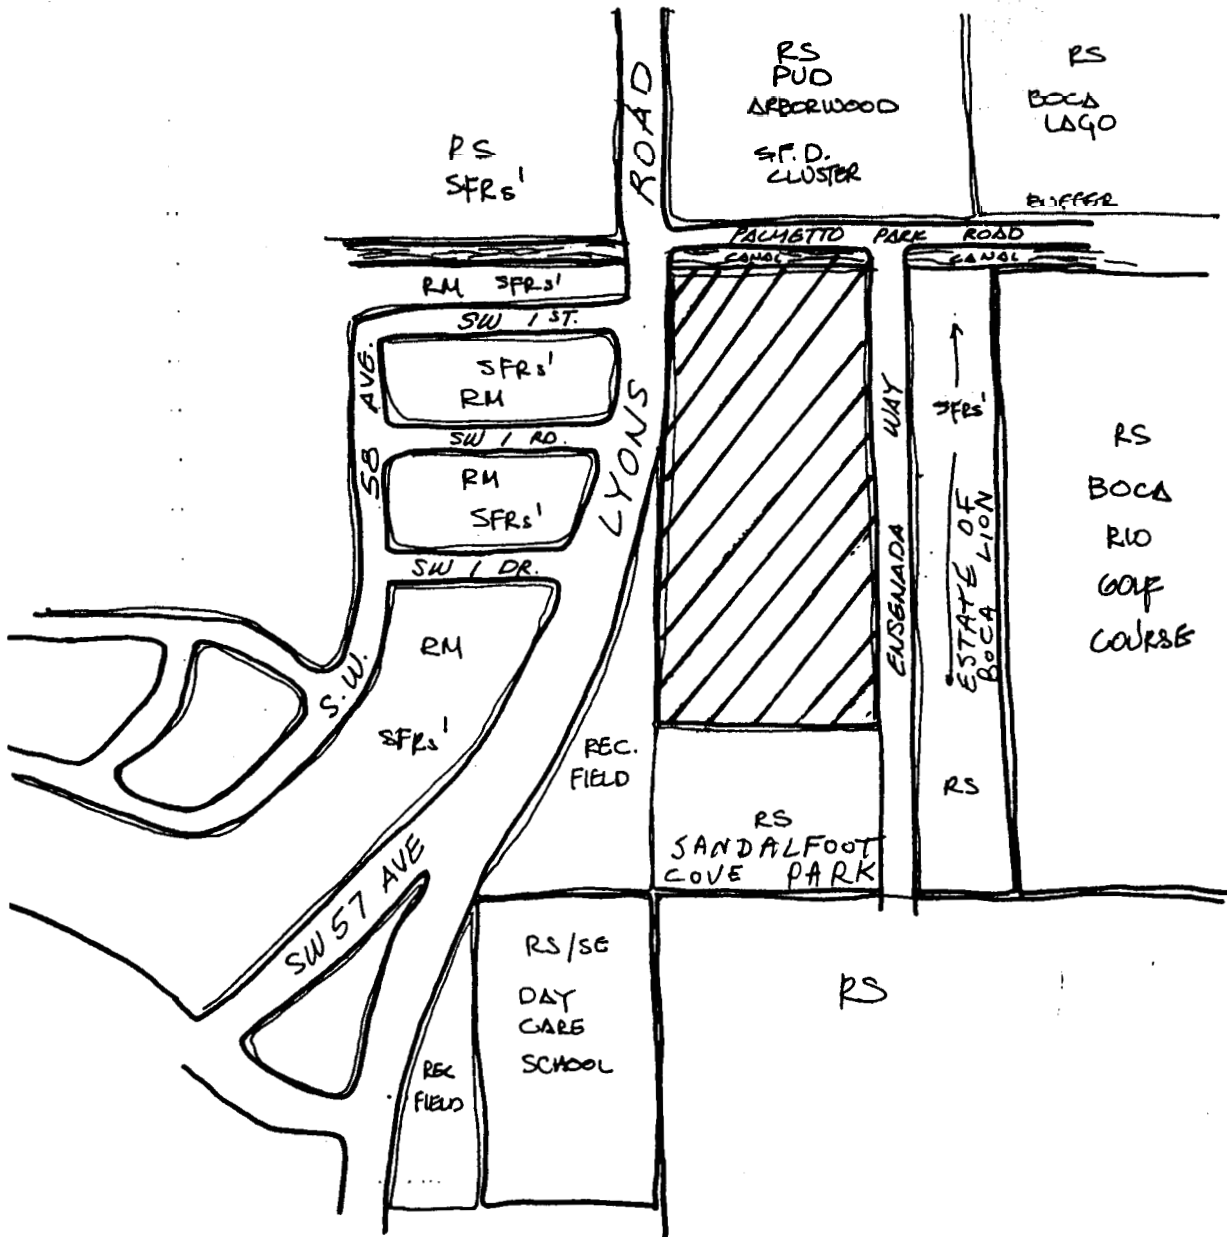 RS
PUD
ARBORWOOD
S.F.D.
CLUSTER
RS
BOCA
LAGO
BUFFER
RS
SFRs'
ROAD
PALMETTO PARK ROAD
CANAL
CANAL
RM SFRs'
SW 1 ST.
SFRs'
RM
SW 1 RD.
RM
SFRs'
SW 1 DR.
S.W. 58 AVE.
LYONS
ENSENADA WAY
SFRs'
ESTATE OF
BOCA LION
RS
RS
BOCA
RIO
GOLF
COURSE
RM
SFRs'
REC.
FIELD
RS
SANDALFOOT
COVE PARK
SW 57 AVE
RS/SE
DAY
CARE
SCHOOL
REC
FIELD
RS